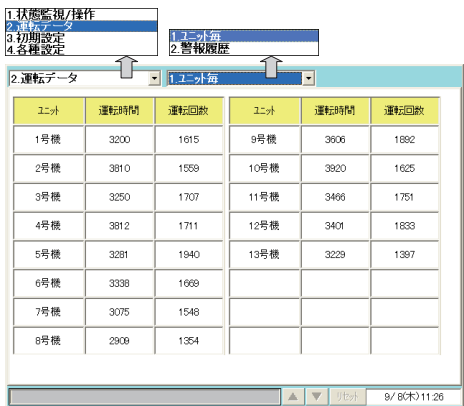 1.状態監視/操作
2.運転データ
3.初期設定
4.各種設定
1.ユニット毎
2.警報履歴
2.運転データ 1.ユニット毎
ユニット 運転時間 運転回数 ユニット 運転時間 運転回数
1号機 3200 1615 9号機 3606 1892
2号機 3810 1559 10号機 3920 1625
3号機 3250 1707 11号機 3466 1751
4号機 3812 1711 12号機 3401 1833
5号機 3281 1940 13号機 3229 1397
6号機 3338 1669
7号機 3075 1548
8号機 2909 1354
リセット 9/ 8(木)11:26